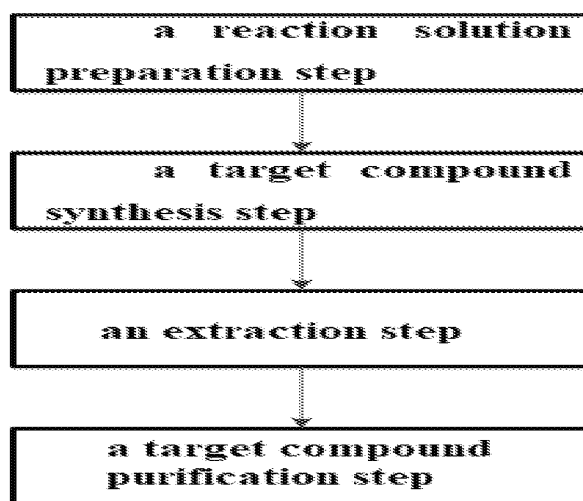 a reaction solution
preparation step
a target compound
synthesis step
an extraction step
a target compound
purification step